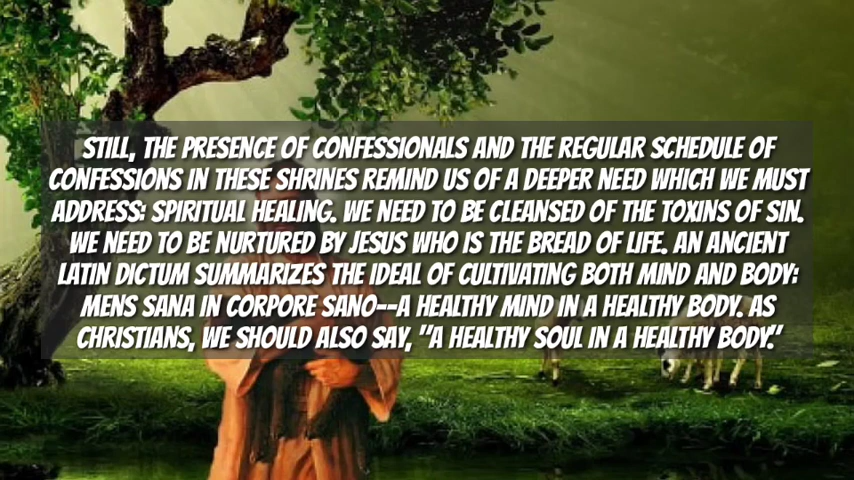 STILL, THE PRESENCE OF CONFESSIONALS AND THE REGULAR SCHEDULE OF
CONFESSIONS IN THESE SHRINES REMIND US OF A DEEPER NEED WHICH WE MUST
ADDRESS: SPIRITUAL HEALING. WE NEED TO BE CLEANSED OF THE TOXINS OF SIN.
WE NEED TO BE NURTURED BY JESUS WHO IS THE BREAD OF LIFE. AN ANCIENT
LATIN DICTUM SUMMARIZES THE IDEAL OF CULTIVATING BOTH MIND AND BODY:
MENS SANA IN CORPORE SANO--A HEALTHY MIND IN A HEALTHY BODY. AS
CHRISTIANS, WE SHOULD ALSO SAY, "A HEALTHY SOUL IN A HEALTHY BODY."